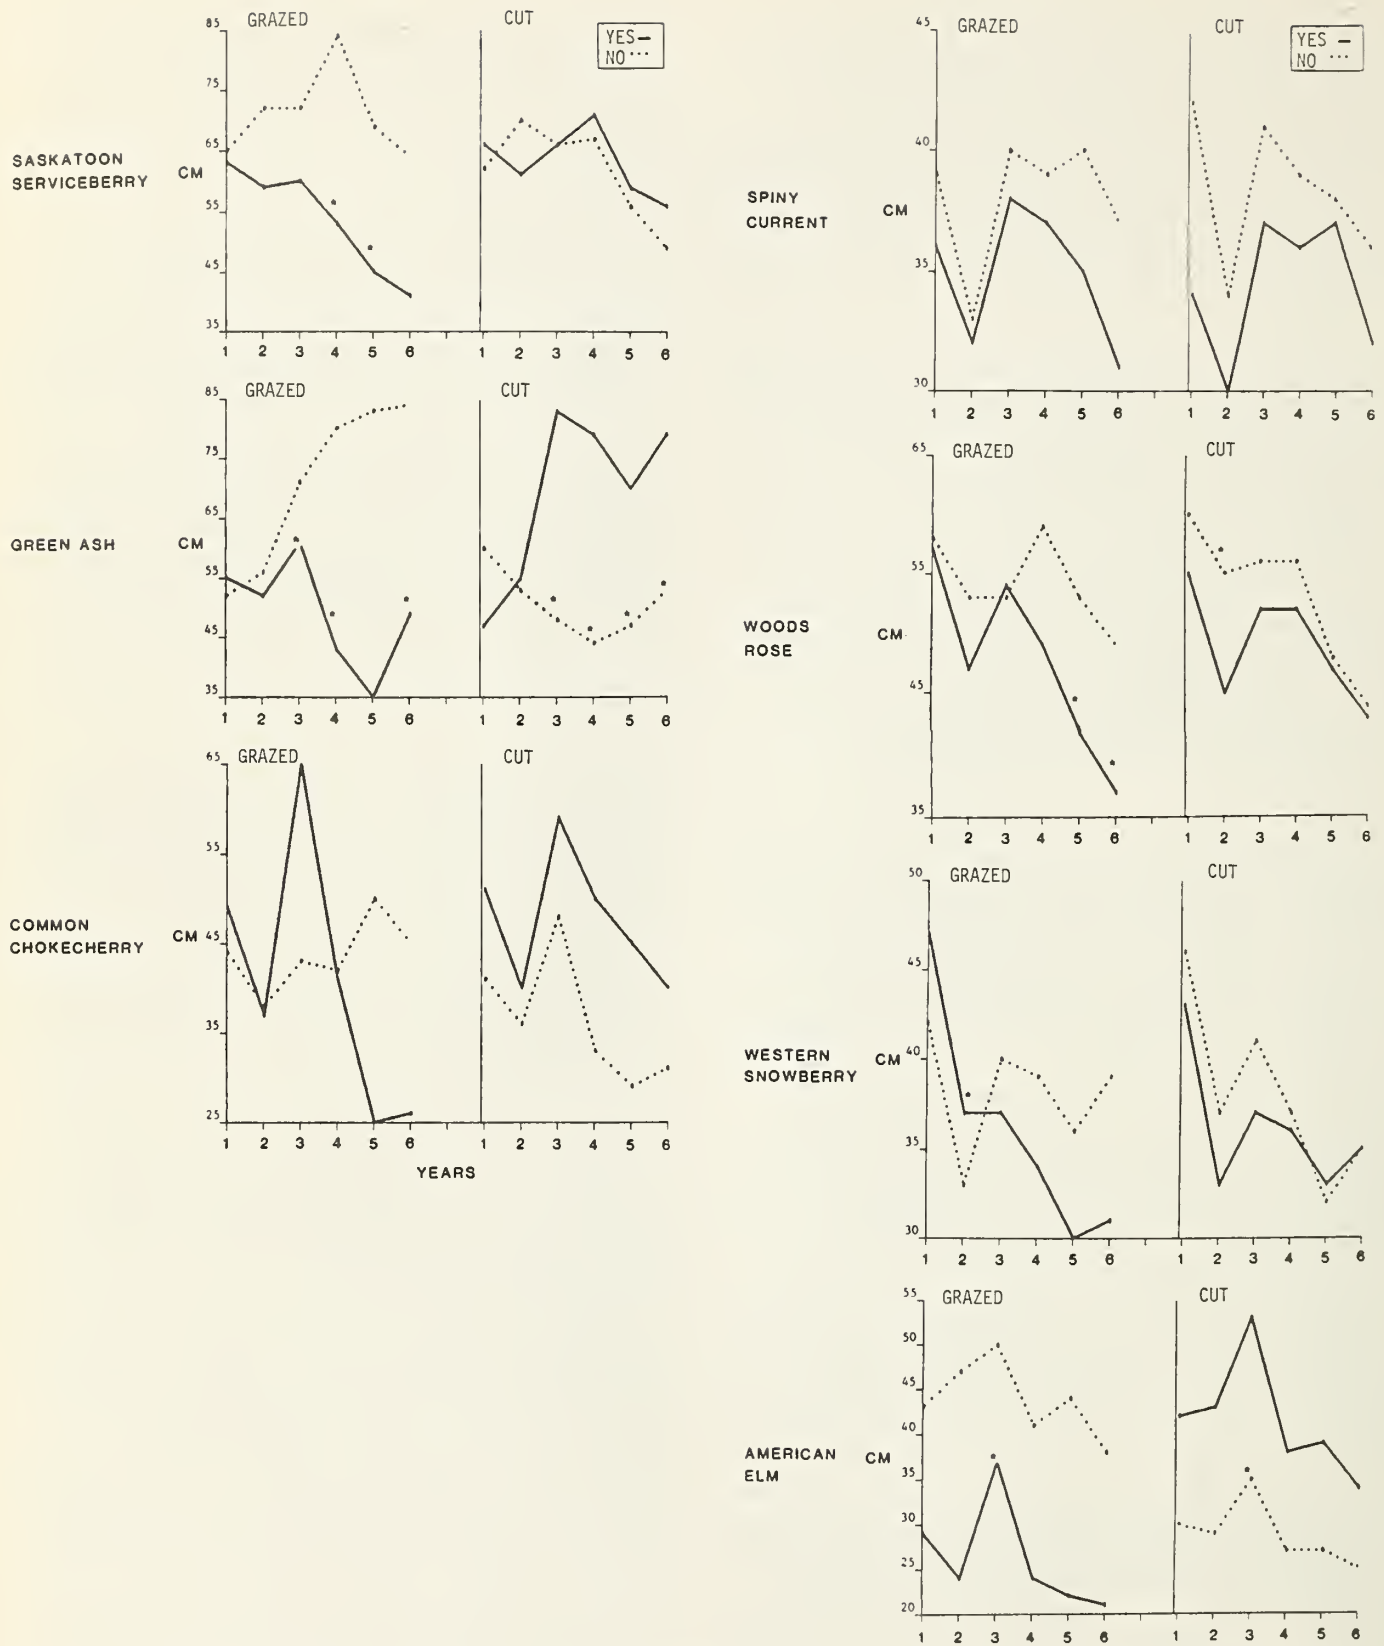 GRAZED
CUT
YES —
NO ····
85
75
65
55
45
35
SASKATOON
SERVICEBERRY
CM
1 2 3 4 5 6
1 2 3 4 5 6
GRAZED
CUT
85
75
65
55
45
35
GREEN ASH
CM
1 2 3 4 5 6
1 2 3 4 5 6
GRAZED
CUT
65
55
45
35
25
COMMON
CHOKECHERRY
CM
1 2 3 4 5 6
1 2 3 4 5 6
YEARS
GRAZED
CUT
YES —
NO ···
45
40
35
30
SPINY
CURRENT
CM
1 2 3 4 5 6
1 2 3 4 5 6
GRAZED
CUT
65
55
45
35
WOODS
ROSE
CM
1 2 3 4 5 6
1 2 3 4 5 6
GRAZED
CUT
50
45
40
35
30
WESTERN
SNOWBERRY
CM
1 2 3 4 5 6
1 2 3 4 5 6
GRAZED
CUT
55
50
45
40
35
30
25
20
AMERICAN
ELM
CM
1 2 3 4 5 6
1 2 3 4 5 6